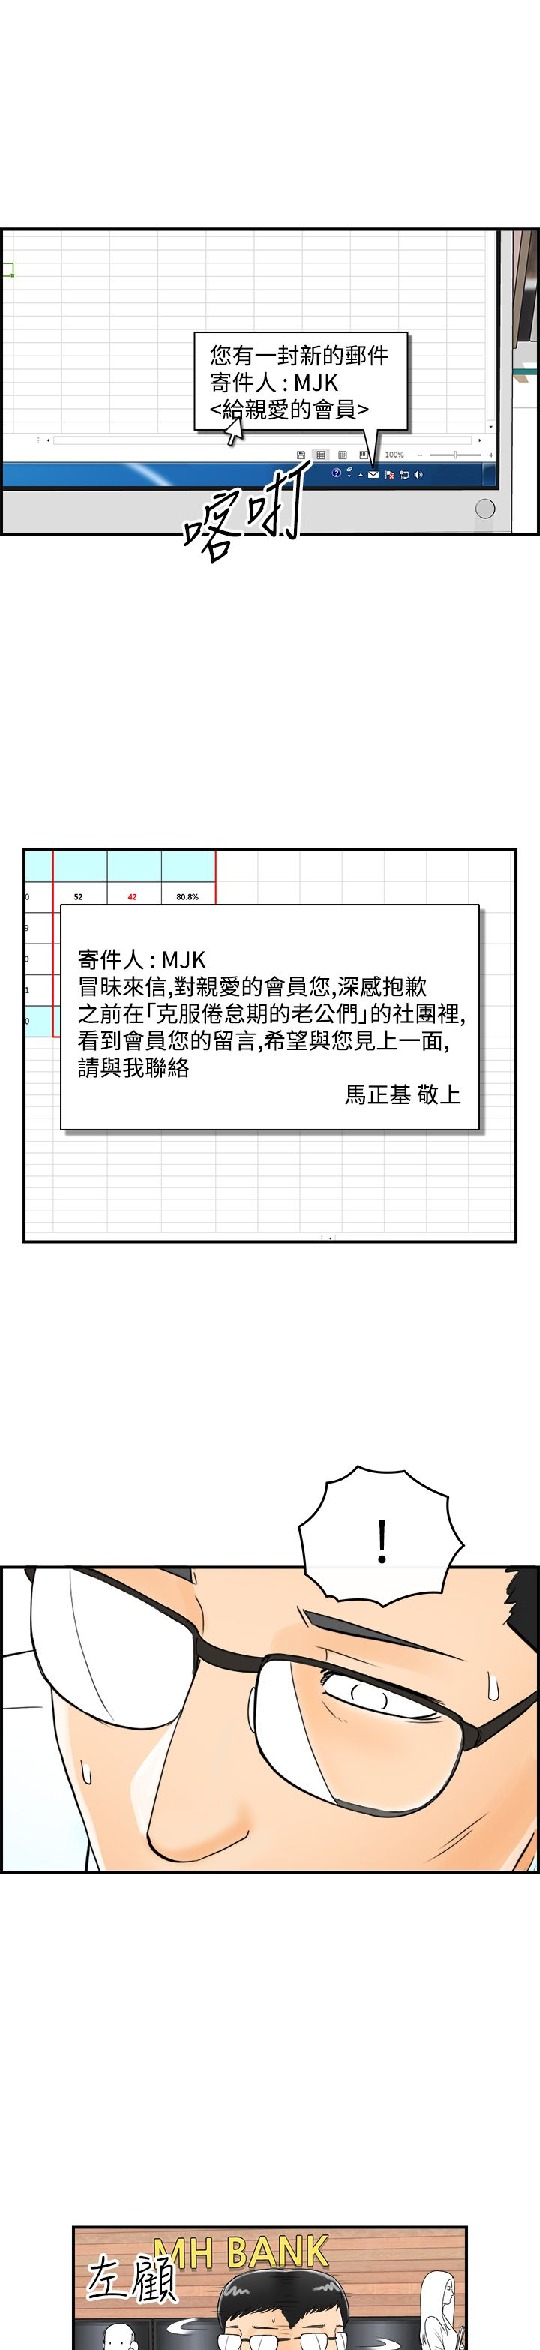 您有一封新的郵件
寄件人 : MJK
<給親愛的會員>
100%
喀啪
52 42 80.8%
寄件人 : MJK
冒昧來信,對親愛的會員您,深感抱歉
之前在「克服倦怠期的老公們」的社團裡,
看到會員您的留言,希望與您見上一面,
請與我聯絡
馬正基 敬上
!
MH BANK
左顧